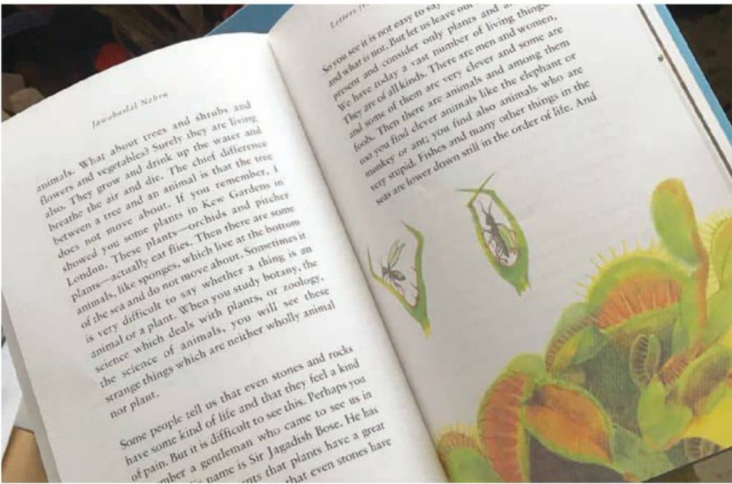 Jawaharlal Nehru
animals. What about trees and shrubs and
flowers and vegetables? Surely they are living
also. They grow and drink up the water and
breathe the air and die. The chief difference
between a tree and an animal is that the tree
does not move about. If you remember, I
showed you some plants in Kew Gardens in
London. These plants—orchids and pitcher
plants—actually eat flies. Then there are some
animals, like sponges, which live at the bottom
of the sea and do not move about. Sometimes it
is very difficult to say whether a thing is an
animal or a plant. When you study botany, the
science which deals with plants, or zoology,
the science of animals, you will see these
strange things which are neither wholly animal
nor plant.
Some people tell us that even stones and rocks
have some kind of life and that they feel a kind
of pain. But it is difficult to see this. Perhaps you
a gentleman who came to see us in
name is Sir Jagadish Bose. He has
that plants have a great
that even stones have
Letters
So you see it is not easy to say
and what is not. But let us leave out
present and consider only plants and
We have today a vast number of living things.
They are of all kinds. There are men and women,
and some of them are very clever and some are
fools. Then there are animals and among them
too you find clever animals like the elephant or
monkey or ant; you find also animals who are
very stupid. Fishes and many other things in the
seas are lower down still in the order of life. And